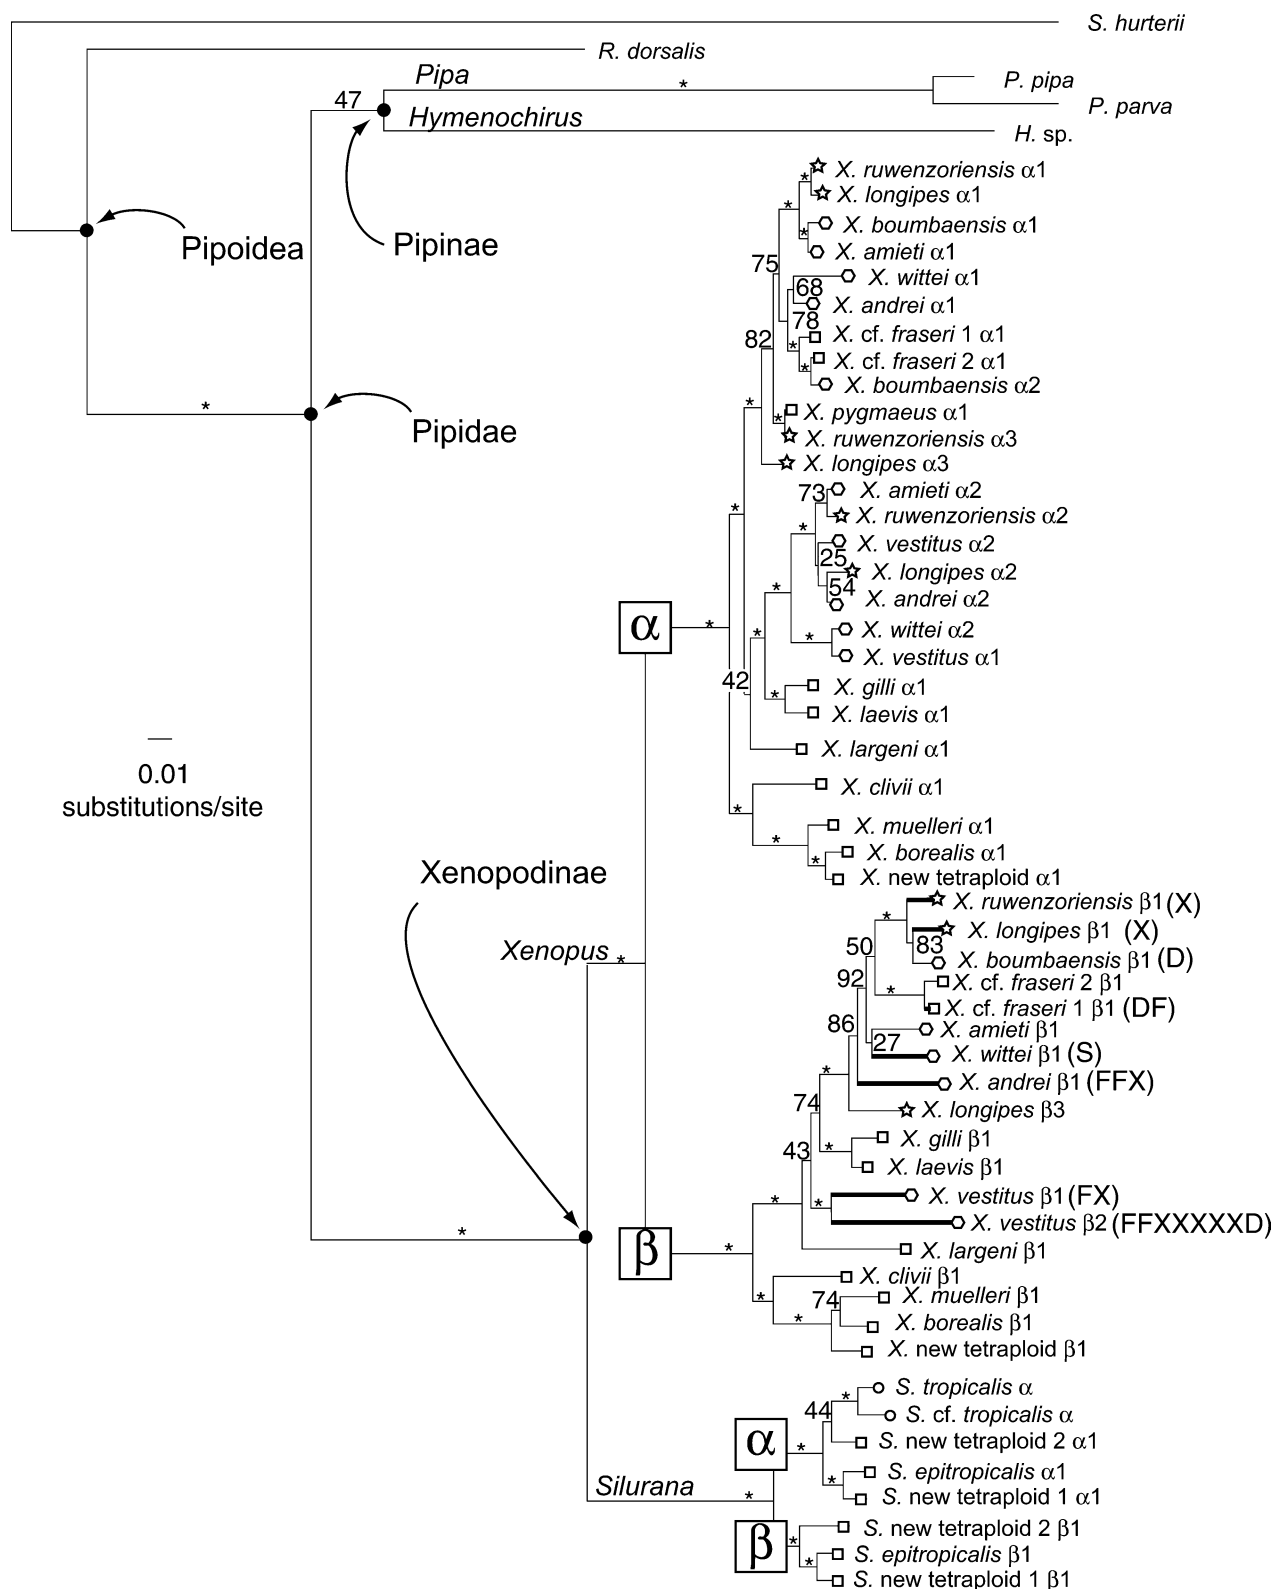 S. hurterii
R. dorsalis
Pipa
*
P. pipa
47
P. parva
Hymenochirus
H. sp.
* X. ruwenzoriensis α1
* X. longipes α1
X. boumbaensis α1
* X. amieti α1
Pipoidea
Pipinae
75
X. wittei α1
68
X. andrei α1
78
82
X. cf. fraseri 1 α1
* X. cf. fraseri 2 α1
* X. boumbaensis α2
*
*
X. pygmaeus α1
*
Pipidae
X. ruwenzoriensis α3
X. longipes α3
73
X. amieti α2
*
X. ruwenzoriensis α2
*
X. vestitus α2
25
X. longipes α2
54
*
X. andrei α2
α
*
*
*
X. wittei α2
X. vestitus α1
42
*
X. gilli α1
X. laevis α1
0.01
substitutions/site
X. largeni α1
X. clivii α1
*
X. muelleri α1
*
*
X. borealis α1
Xenopodinae
X. new tetraploid α1
X. ruwenzoriensis β1 (X)
*
X. longipes β1 (X)
50
83
Xenopus
*
X. boumbaensis β1 (D)
92
X. cf. fraseri 2 β1
*
X. cf. fraseri 1 β1 (DF)
86
X. amieti β1
27
X. wittei β1 (S)
*
X. andrei β1 (FFX)
74
X. longipes β3
X. gilli β1
43
*
X. laevis β1
*
*
X. vestitus β1 (FX)
X. vestitus β2 (FFXXXXXD)
*
β
*
X. largeni β1
X. clivii β1
*
74
X. muelleri β1
*
X. borealis β1
X. new tetraploid β1
S. tropicalis α
*
44
S. cf. tropicalis α
α
*
S. new tetraploid 2 α1
S. epitropicalis α1
*
Silurana
*
S. new tetraploid 1 α1
S. new tetraploid 2 β1
β
*
*
S. epitropicalis β1
S. new tetraploid 1 β1